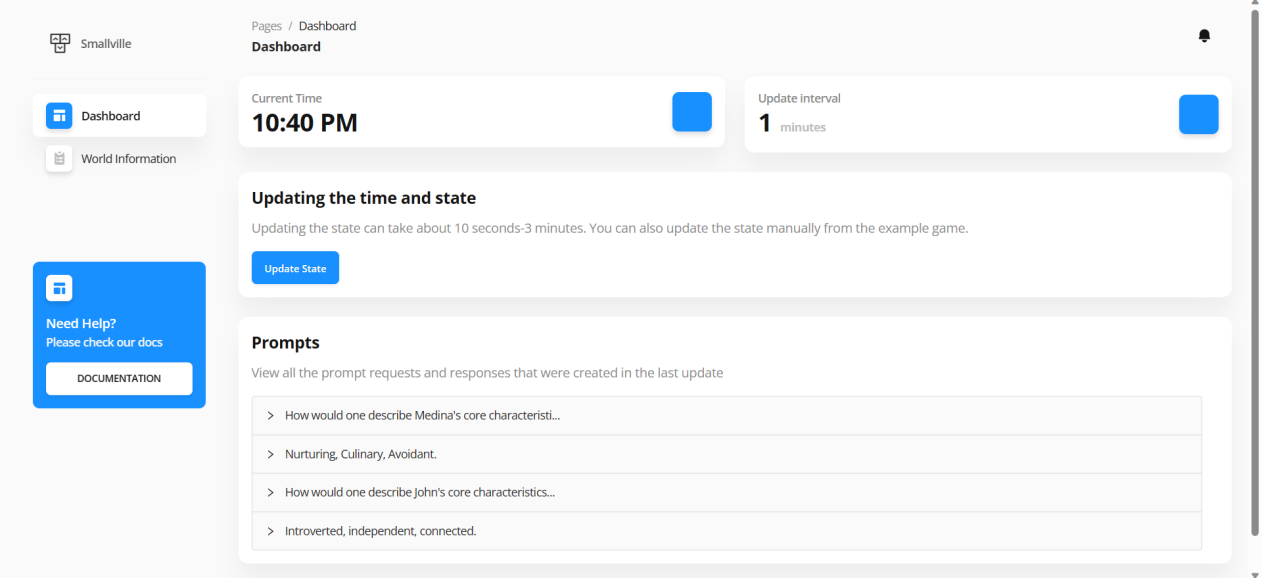 Smallville
Dashboard
World Information
Need Help?
Please check our docs
DOCUMENTATION
Pages / Dashboard
Dashboard
Current Time
10:40 PM
Update interval
1 minutes
Updating the time and state
Updating the state can take about 10 seconds-3 minutes. You can also update the state manually from the example game.
Update State
Prompts
View all the prompt requests and responses that were created in the last update
How would one describe Medina's core characteristi...
Nurturing, Culinary, Avoidant.
How would one describe John's core characteristics...
Introverted, independent, connected.